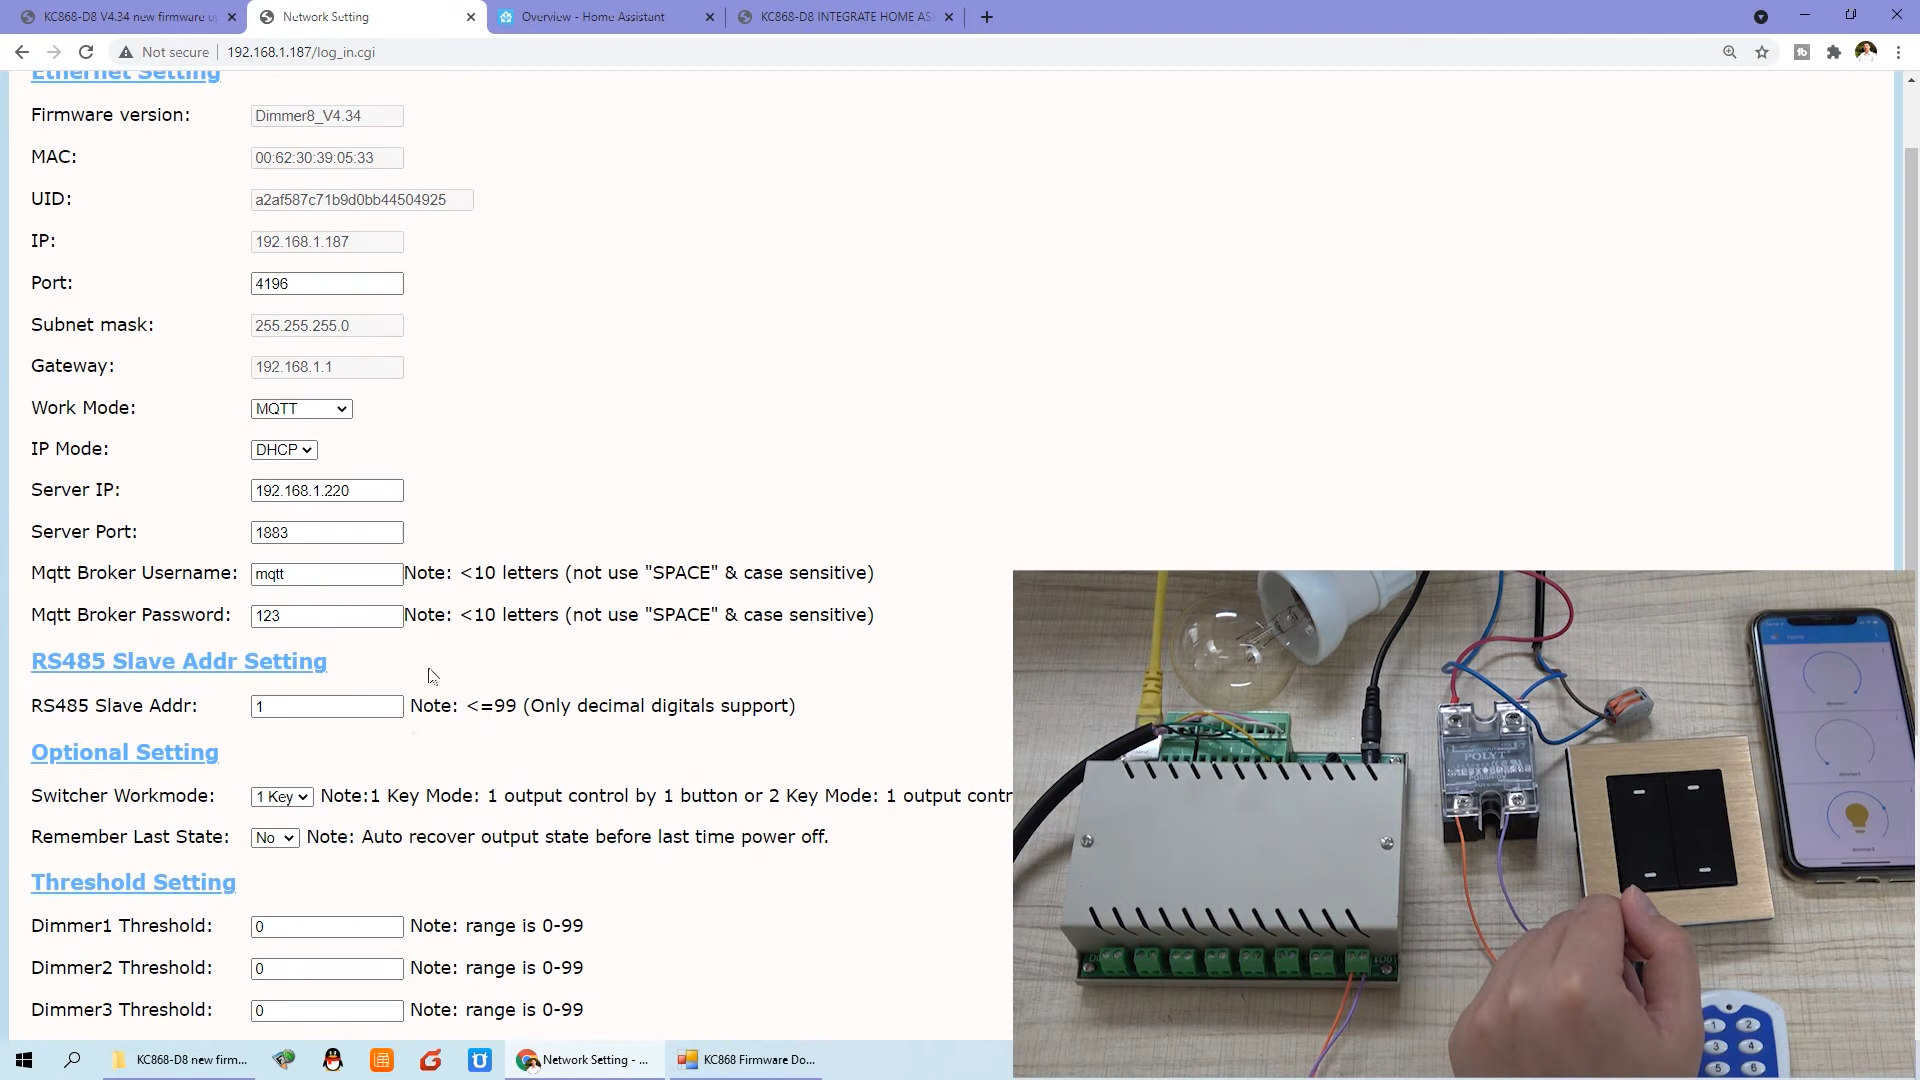 KC868-D8 V4.34 new firmware u
Network Setting
Overview - Home Assistant
KC868-D8 INTEGRATE HOME AS
Not secure
192.168.1.187/log_in.cgi
Ethernet Setting
Firmware version: Dimmer8_V4.34
MAC: 00:62:30:39:05:33
UID: a2af587c71b9d0bb44504925
IP: 192.168.1.187
Port: 4196
Subnet mask: 255.255.255.0
Gateway: 192.168.1.1
Work Mode: MQTT
IP Mode: DHCP
Server IP: 192.168.1.220
Server Port: 1883
Mqtt Broker Username: mqtt Note: <10 letters (not use "SPACE" & case sensitive)
Mqtt Broker Password: 123 Note: <10 letters (not use "SPACE" & case sensitive)
RS485 Slave Addr Setting
RS485 Slave Addr: 1 Note: <=99 (Only decimal digitals support)
Optional Setting
Switcher Workmode: 1 Key Note:1 Key Mode: 1 output control by 1 button or 2 Key Mode: 1 output contr
Remember Last State: No Note: Auto recover output state before last time power off.
Threshold Setting
Dimmer1 Threshold: 0 Note: range is 0-99
Dimmer2 Threshold: 0 Note: range is 0-99
Dimmer3 Threshold: 0 Note: range is 0-99
POLYT
Home
1 2
3 4
5 6
KC868-D8 new firm...
Network Setting - ...
KC868 Firmware Do...